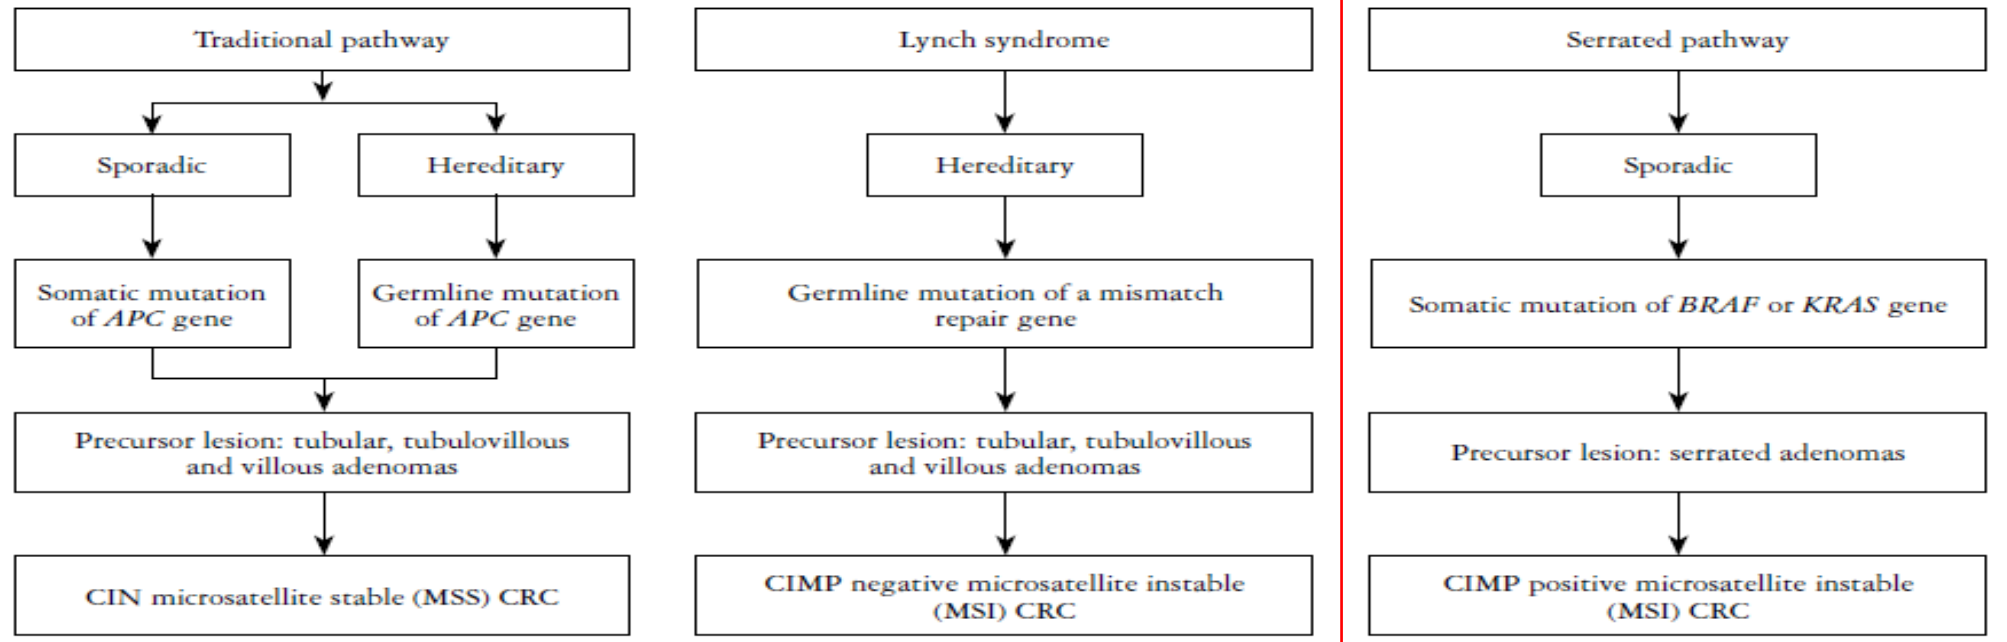 Traditional pathway
Sporadic
Hereditary
Somatic mutation
of APC gene
Germline mutation
of APC gene
Precursor lesion: tubular, tubulovillous
and villous adenomas
CIN microsatellite stable (MSS) CRC
Lynch syndrome
Hereditary
Germline mutation of a mismatch
repair gene
Precursor lesion: tubular, tubulovillous
and villous adenomas
CIMP negative microsatellite instable
(MSI) CRC
Serrated pathway
Sporadic
Somatic mutation of BRAF or KRAS gene
Precursor lesion: serrated adenomas
CIMP positive microsatellite instable
(MSI) CRC